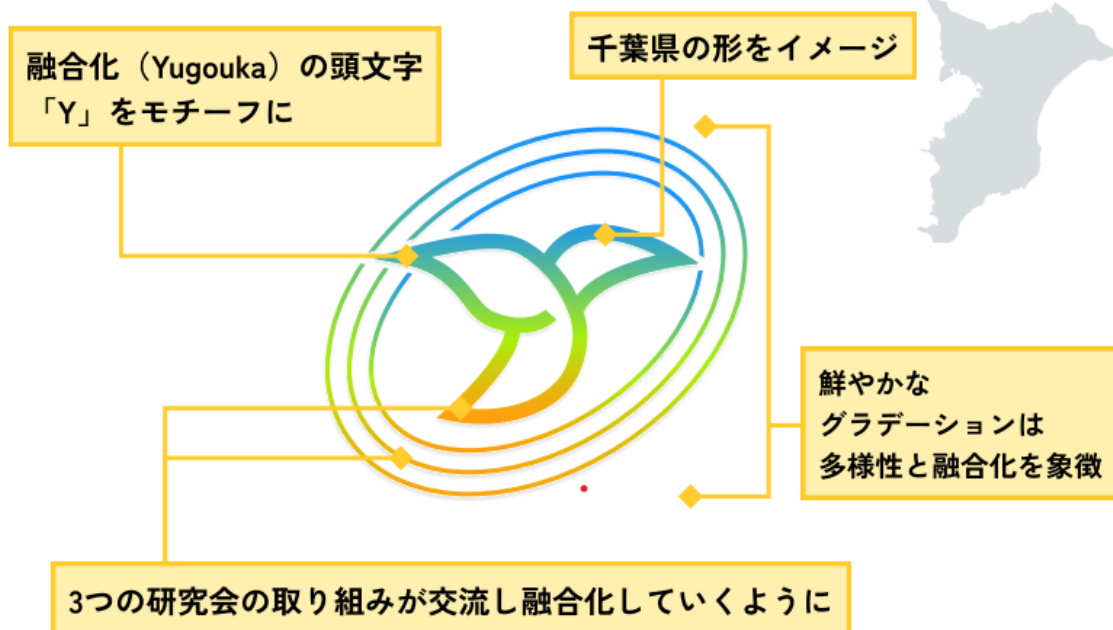 融合化（Yugouka）の頭文字
「Y」をモチーフに
千葉県の形をイメージ
鮮やかな
グラデーションは
多様性と融合化を象徴
3つの研究会の取り組みが交流し融合化していくように